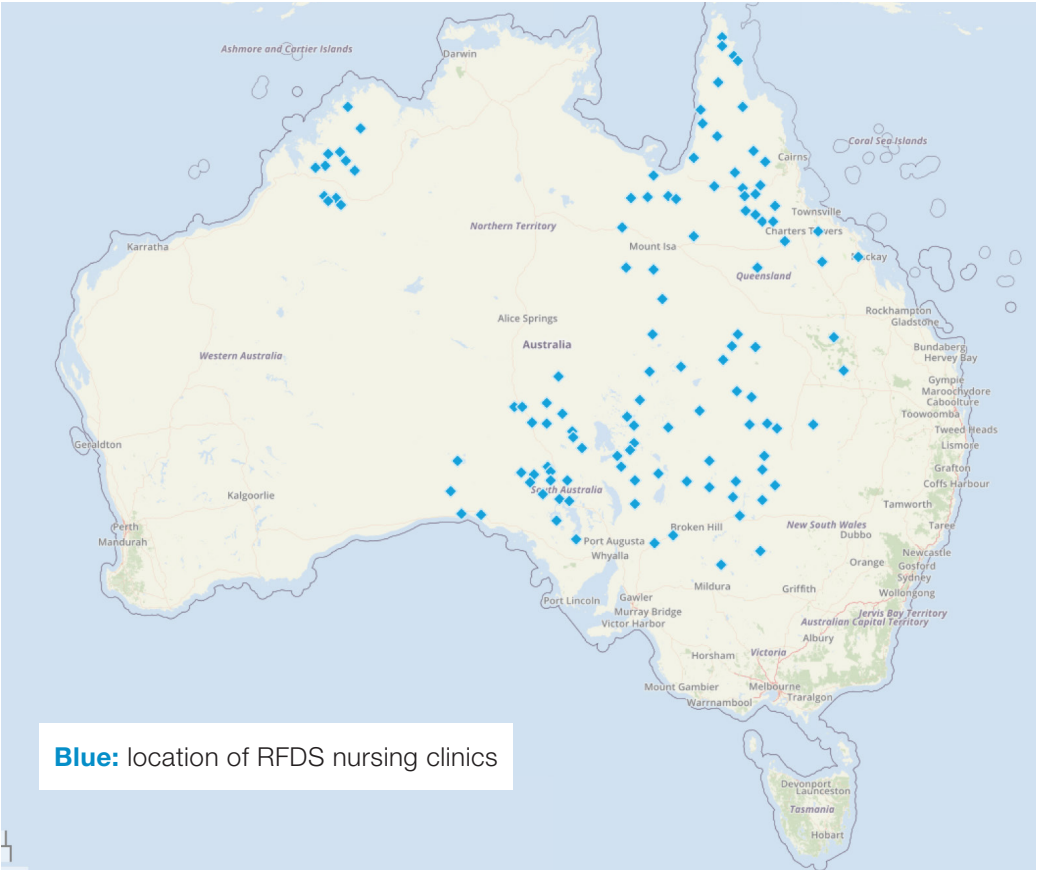 Ashmore and Cartier Islands
Darwin
Coral Sea Islands
Cairns
Townsville
Charters Towers
Northern Territory
Karratha
Mount Isa
Mackay
Queensland
Rockhampton
Gladstone
Alice Springs
Australia
Western Australia
Bundaberg
Hervey Bay
Gympie
Maroochydore
Caboolture
Toowoomba
Tweed Heads
Lismore
Geraldton
Grafton
Coffs Harbour
South Australia
Kalgoorlie
Tamworth
Perth
Mandurah
Broken Hill
New South Wales
Taree
Dubbo
Port Augusta
Whyalla
Newcastle
Orange
Gosford
Sydney
Mildura
Griffith
Wollongong
Port Lincoln
Gawler
Murray Bridge
Victor Harbor
Jervis Bay Territory
Australian Capital Territory
Albury
Horsham
Victoria
Mount Gambier
Melbourne
Warrnambool
Traralgon
Blue: location of RFDS nursing clinics
Devonport
Launceston
Tasmania
Hobart